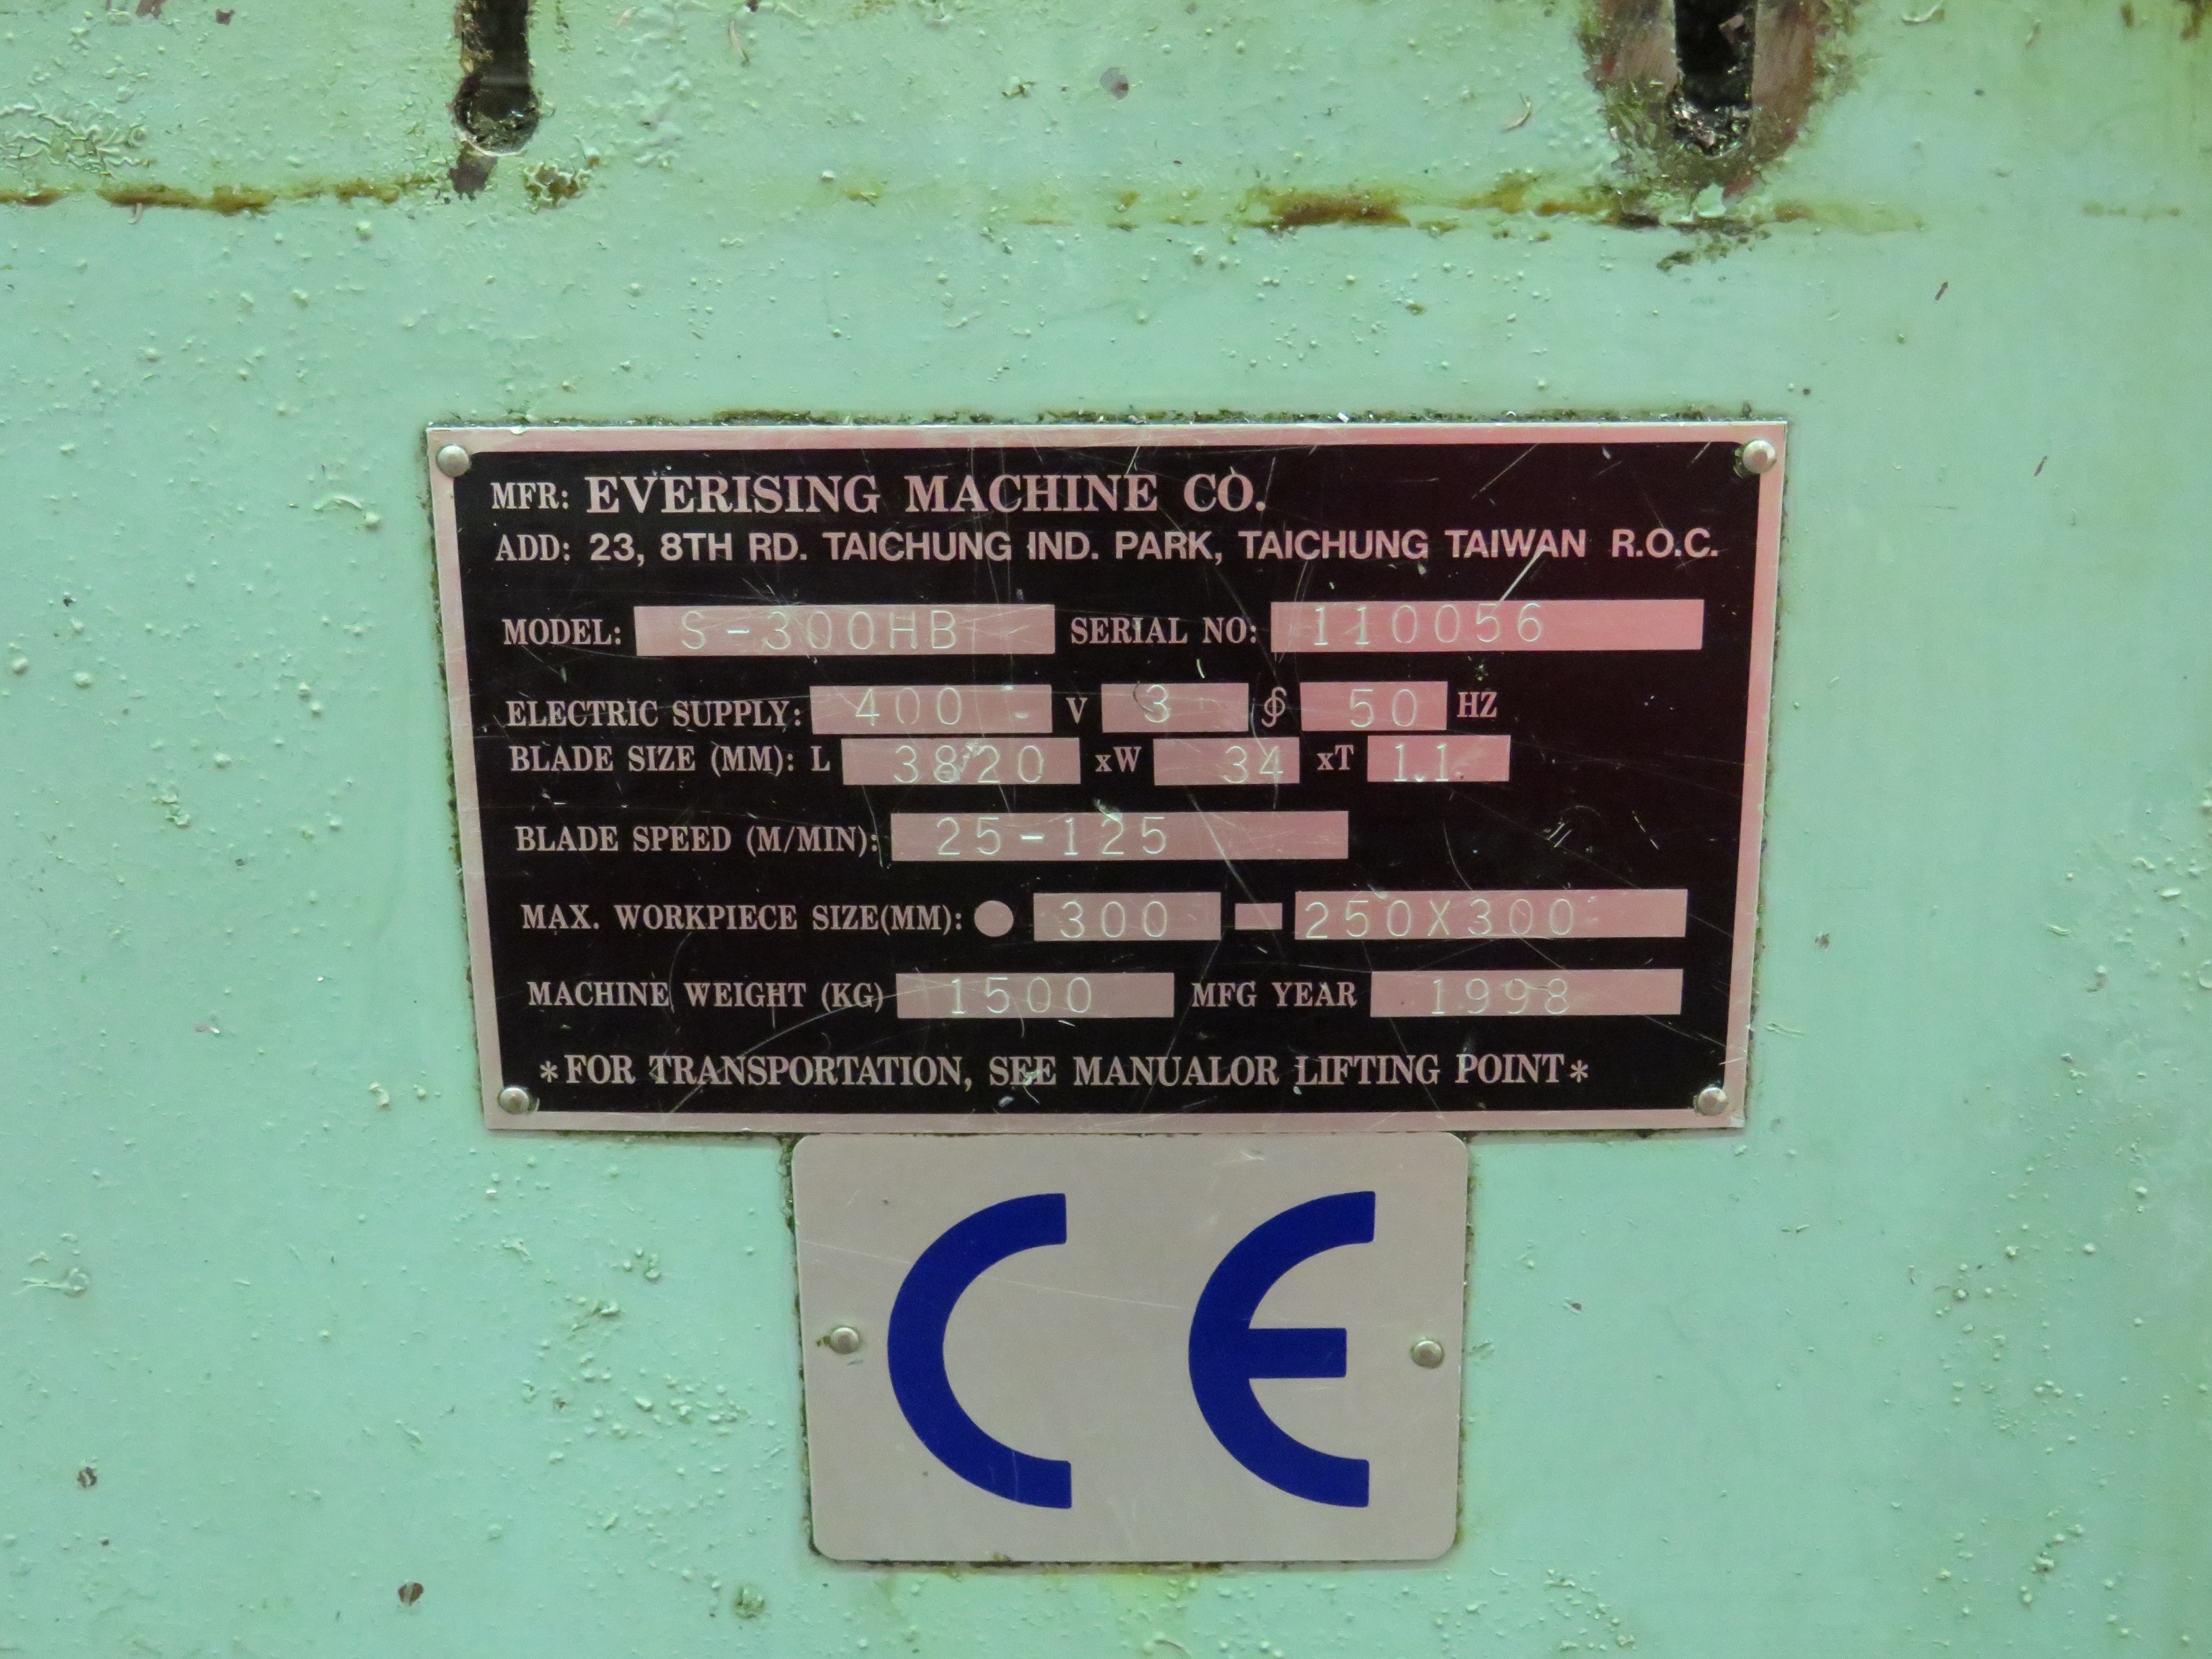 MFR: EVERISING MACHINE CO.
ADD: 23, 8TH RD. TAICHUNG IND. PARK, TAICHUNG TAIWAN R.O.C.
MODEL: S-300HB SERIAL NO: 110056
ELECTRIC SUPPLY: 400 V 3 ∮ 50 HZ
BLADE SIZE (MM): L 3820 xW 34 xT 1.1
BLADE SPEED (M/MIN): 25-125
MAX. WORKPIECE SIZE(MM): ● 300 ▬ 250X300
MACHINE WEIGHT (KG) 1500 MFG YEAR 1998
*FOR TRANSPORTATION, SEE MANUALOR LIFTING POINT*
CE